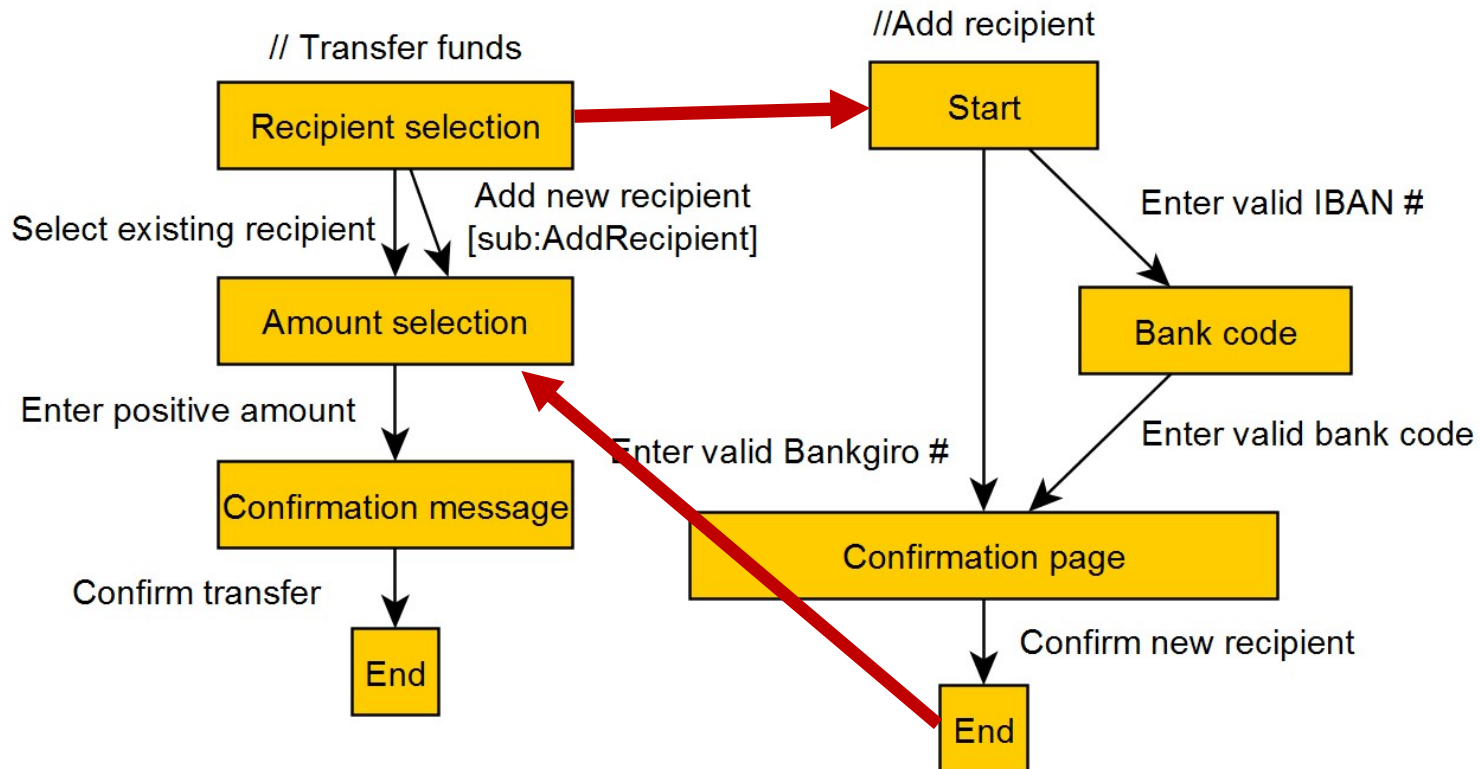 // Transfer funds
Recipient selection
Select existing recipient
Add new recipient
[sub:AddRecipient]
Amount selection
Enter positive amount
Confirmation message
Confirm transfer
End
//Add recipient
Start
Enter valid IBAN #
Bank code
Enter valid Bankgiro #
Enter valid bank code
Confirmation page
Confirm new recipient
End